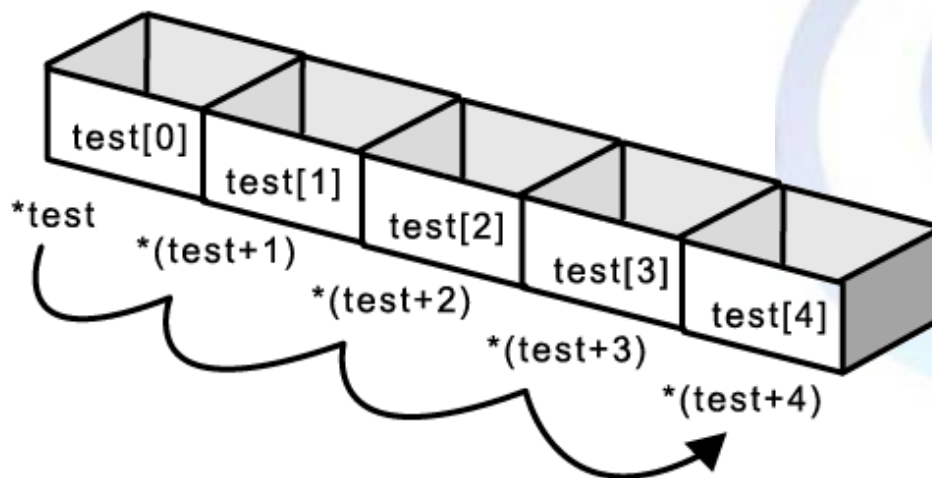 test[0]
test[1]
test[2]
test[3]
test[4]
*test
*(test+1)
*(test+2)
*(test+3)
*(test+4)